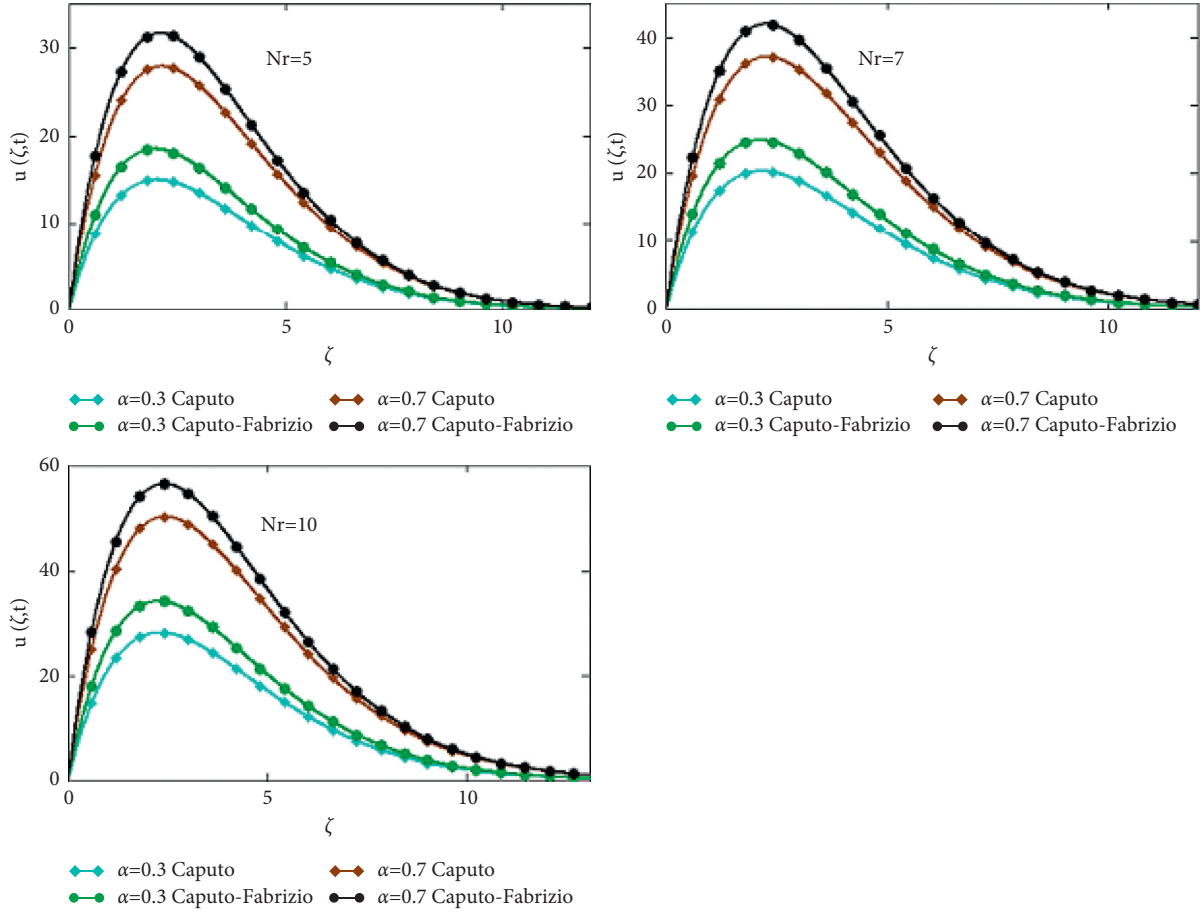 30
20
10
0
0
5
10
u (ζ,t)
ζ
Nr=5
α=0.3 Caputo
α=0.7 Caputo
α=0.3 Caputo-Fabrizio
α=0.7 Caputo-Fabrizio
40
30
20
10
0
0
5
10
u (ζ,t)
ζ
Nr=7
α=0.3 Caputo
α=0.7 Caputo
α=0.3 Caputo-Fabrizio
α=0.7 Caputo-Fabrizio
60
40
20
0
0
5
10
u (ζ,t)
ζ
Nr=10
α=0.3 Caputo
α=0.7 Caputo
α=0.3 Caputo-Fabrizio
α=0.7 Caputo-Fabrizio